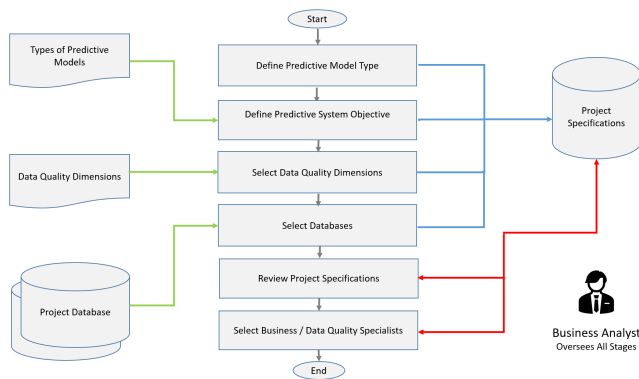 Start
Types of Predictive
Models
Define Predictive Model Type
Project
Specifications
Define Predictive System Objective
Data Quality Dimensions
Select Data Quality Dimensions
Select Databases
Review Project Specifications
Project Database
Select Business / Data Quality Specialists
Business Analyst
Oversees All Stages
End